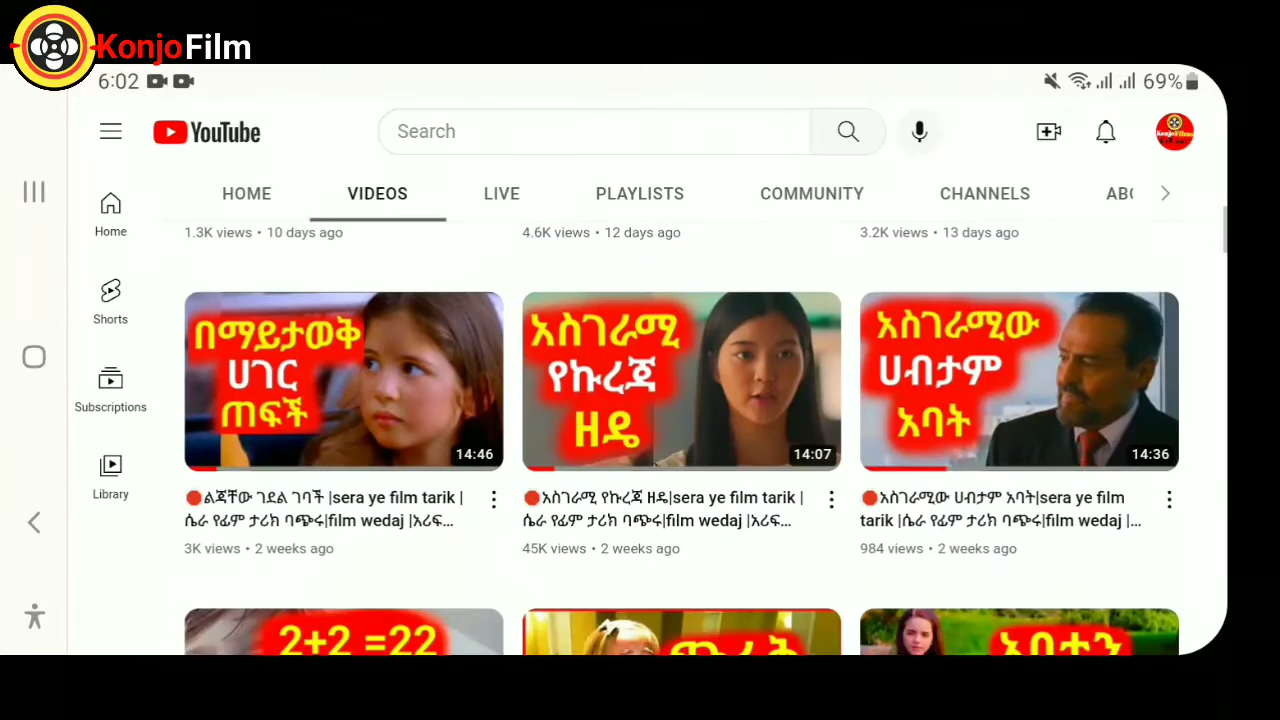 KonjoFilm
6:02
69%
YouTube
Search
HOME VIDEOS LIVE PLAYLISTS COMMUNITY CHANNELS
Home
Shorts
Subscriptions
Library
1.3K views • 10 days ago
4.6K views • 12 days ago
3.2K views • 13 days ago
በማይታወቅ
ሀገር
ጠፍች
14:46
አስገራሚ
የኩረጃ
ዘዴ
14:07
አስገራሚው
ሀብታም
አባት
14:36
ልጃቸው ገደል ገባች |sera ye film tarik |
ሴራ የፊም ታሪክ ባጭሩ|film wedaj |አሪፍ...
3K views • 2 weeks ago
አስገራሚ የኩረጃ ዘዴ|sera ye film tarik |
ሴራ የፊም ታሪክ ባጭሩ|film wedaj |አሪፍ...
45K views • 2 weeks ago
አስገራሚው ሀብታም አባት|sera ye film
tarik |ሴራ የፊም ታሪክ ባጭሩ|film wedaj |...
984 views • 2 weeks ago
2+2 =22
አባቷን